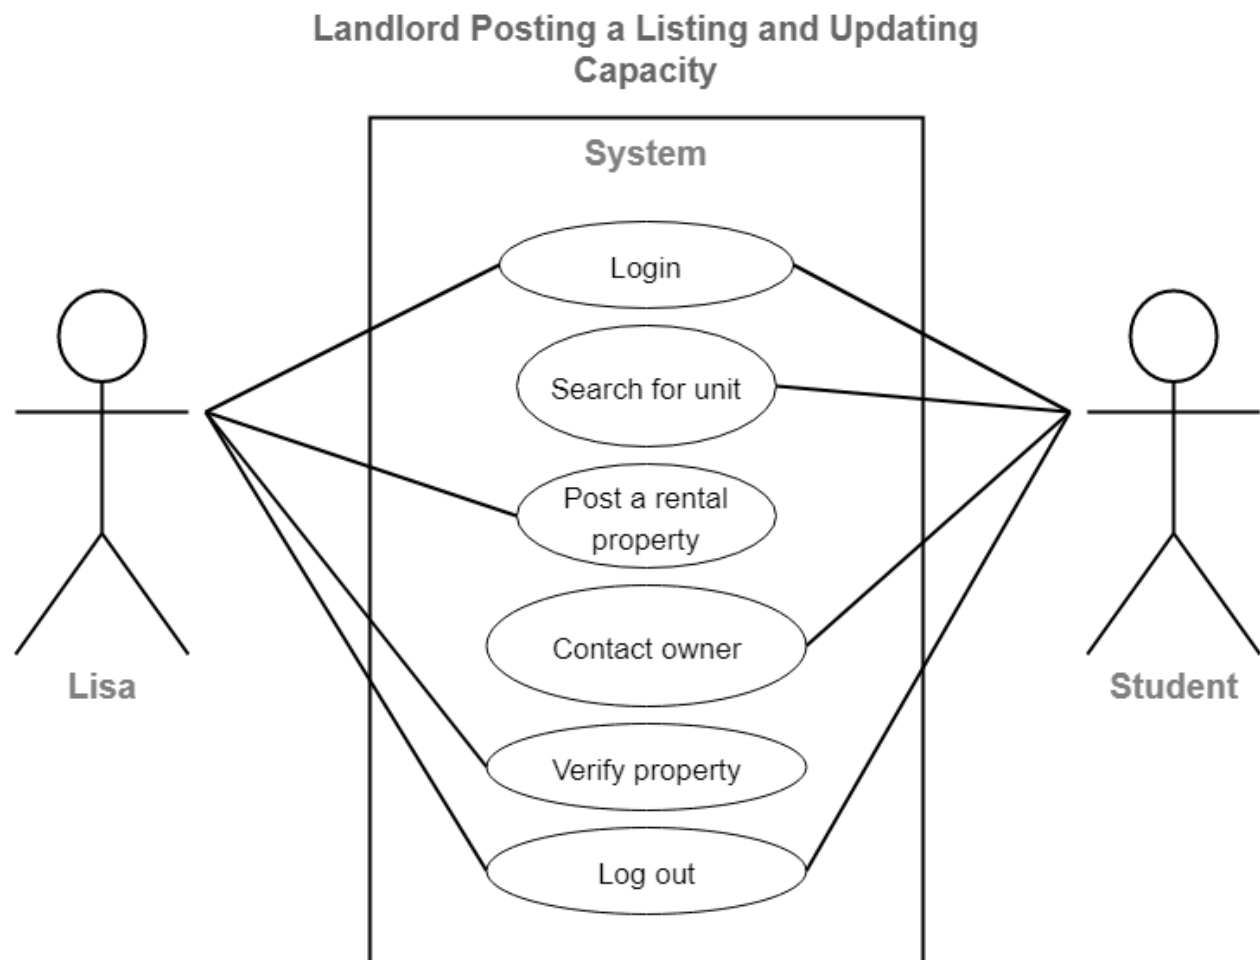 Landlord Posting a Listing and Updating
Capacity
System
Login
Search for unit
Post a rental
property
Contact owner
Lisa
Student
Verify property
Log out